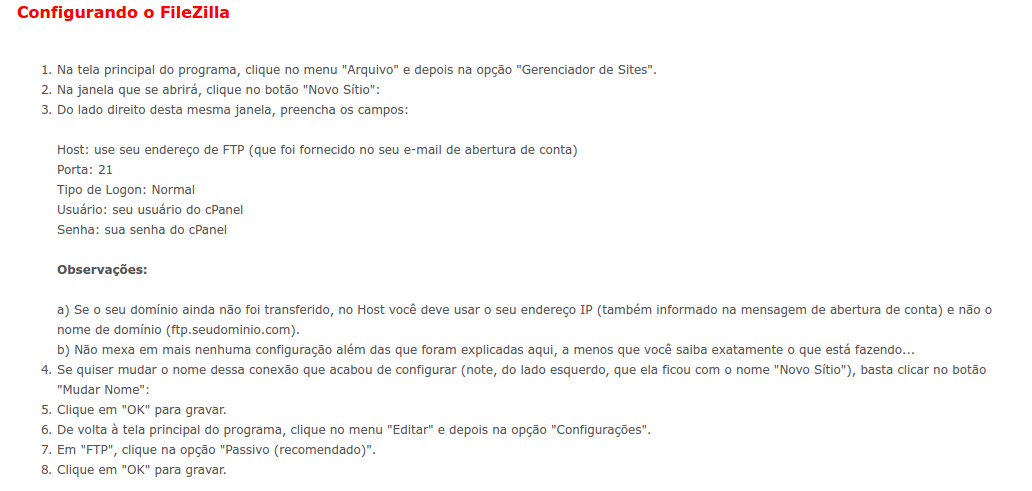 Configurando o FileZilla
1. Na tela principal do programa, clique no menu "Arquivo" e depois na opção "Gerenciador de Sites".
2. Na janela que se abrirá, clique no botão "Novo Sítio":
3. Do lado direito desta mesma janela, preencha os campos:
Host: use seu endereço de FTP (que foi fornecido no seu e-mail de abertura de conta)
Porta: 21
Tipo de Logon: Normal
Usuário: seu usuário do cPanel
Senha: sua senha do cPanel
Observações:
a) Se o seu domínio ainda não foi transferido, no Host você deve usar o seu endereço IP (também informado na mensagem de abertura de conta) e não o
nome de domínio (ftp.seudominio.com).
b) Não mexa em mais nenhuma configuração além das que foram explicadas aqui, a menos que você saiba exatamente o que está fazendo...
4. Se quiser mudar o nome dessa conexão que acabou de configurar (note, do lado esquerdo, que ela ficou com o nome "Novo Sítio"), basta clicar no botão
"Mudar Nome":
5. Clique em "OK" para gravar.
6. De volta à tela principal do programa, clique no menu "Editar" e depois na opção "Configurações".
7. Em "FTP", clique na opção "Passivo (recomendado)".
8. Clique em "OK" para gravar.